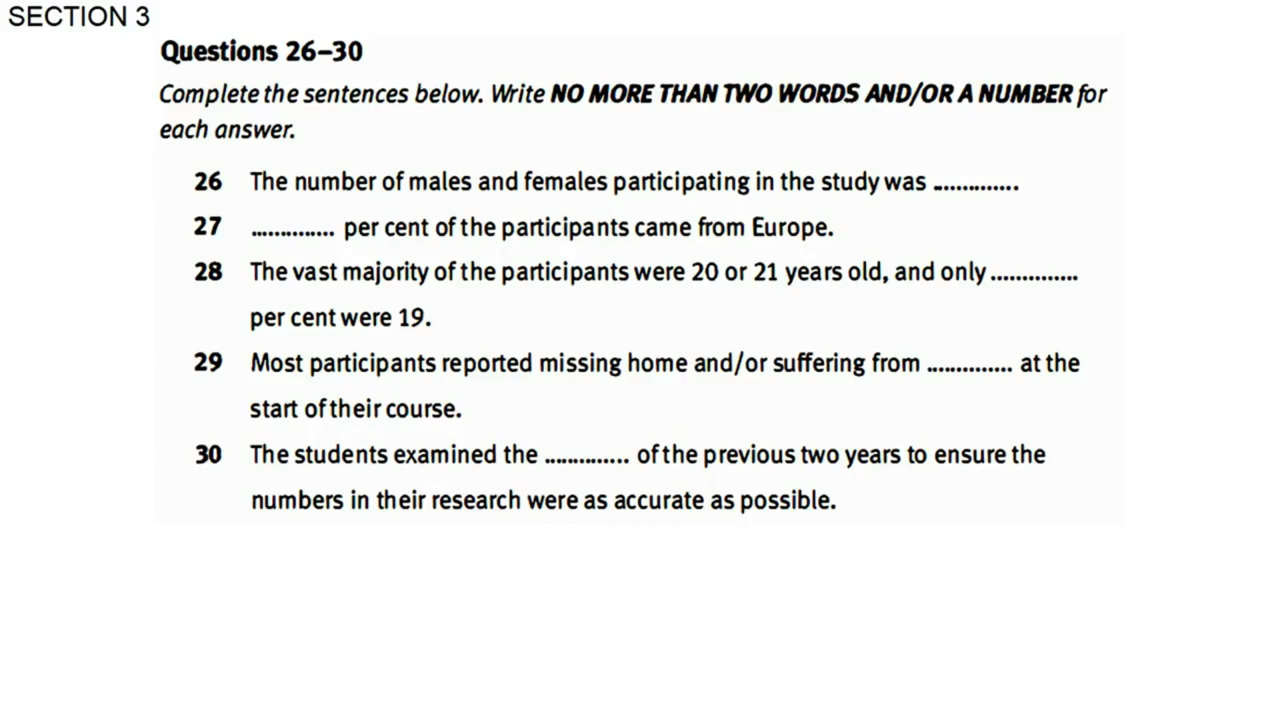 SECTION 3
Questions 26–30
Complete the sentences below. Write NO MORE THAN TWO WORDS AND/OR A NUMBER for
each answer.
26 The number of males and females participating in the study was .............
27 .............. per cent of the participants came from Europe.
28 The vast majority of the participants were 20 or 21 years old, and only ..............
per cent were 19.
29 Most participants reported missing home and/or suffering from .............. at the
start of their course.
30 The students examined the .............. of the previous two years to ensure the
numbers in their research were as accurate as possible.